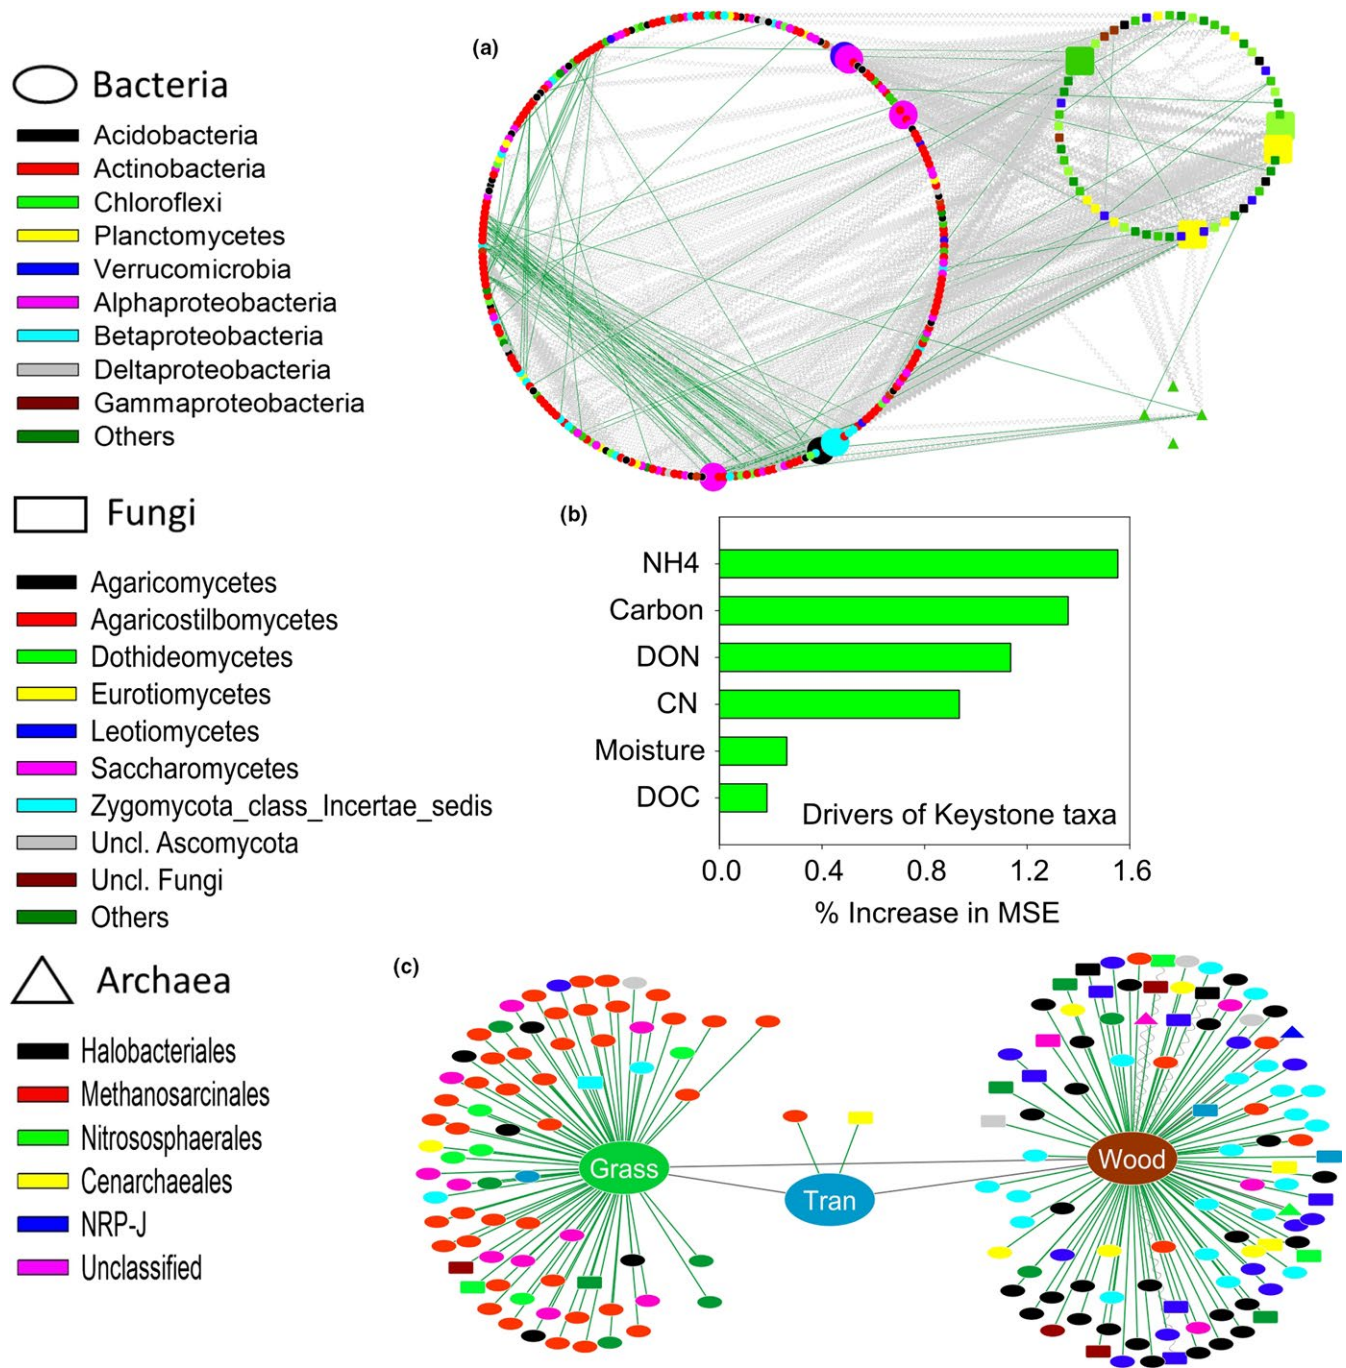 (a)
Bacteria
Acidobacteria
Actinobacteria
Chloroflexi
Planctomycetes
Verrucomicrobia
Alphaproteobacteria
Betaproteobacteria
Deltaproteobacteria
Gammaproteobacteria
Others
Fungi
Agaricomycetes
Agaricostilbomycetes
Dothideomycetes
Eurotiomycetes
Leotiomycetes
Saccharomycetes
Zygomycota_class_Incertae_sedis
Uncl. Ascomycota
Uncl. Fungi
Others
Archaea
Halobacteriales
Methanosarcinales
Nitrososphaerales
Cenarchaeales
NRP-J
Unclassified
(b)
NH4
Carbon
DON
CN
Moisture
DOC
Drivers of Keystone taxa
0.0 0.4 0.8 1.2 1.6
% Increase in MSE
(c)
Grass
Tran
Wood